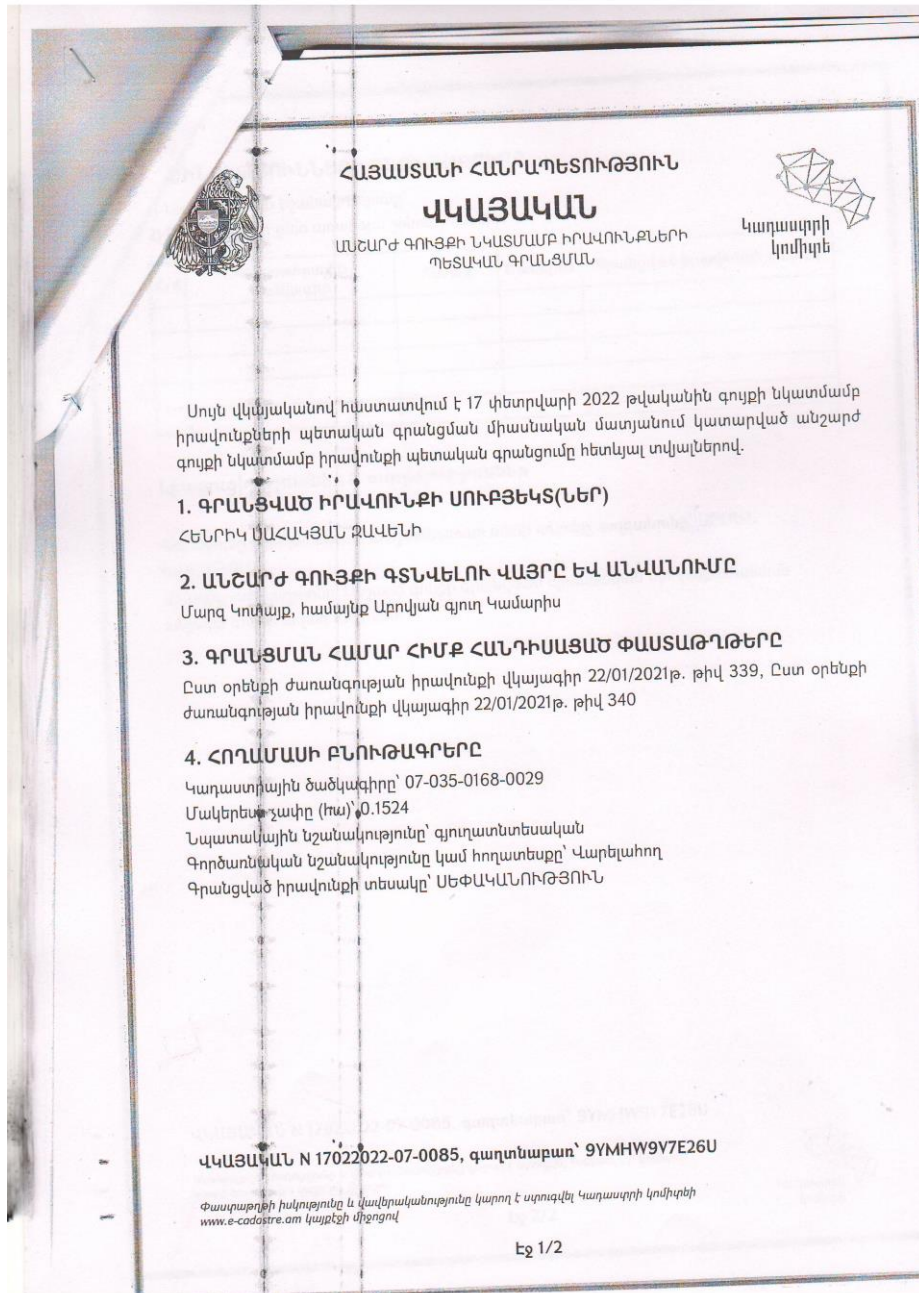 ՀԱՅԱՍՏԱՆԻ ՀԱՆՐԱՊԵՏՈՒԹՅՈՒՆ
ՎԿԱՅԱԿԱՆ
ԱՆՇԱՐԺ ԳՈՒՅՔԻ ՆԿԱՏՄԱՄԲ ԻՐԱՎՈՒՆՔՆԵՐԻ
ՊԵՏԱԿԱՆ ԳՐԱՆՑՄԱՆ
Կադաստրի
կոմիտե
Սույն վկայականով հաստատվում է 17 փետրվարի 2022 թվականին գույքի նկատմամբ
իրավունքների պետական գրանցման միասնական մատյանում կատարված անշարժ
գույքի նկատմամբ իրավունքի պետական գրանցումը հետևյալ տվյալներով.
1. ԳՐԱՆՑՎԱԾ ԻՐԱՎՈՒՆՔԻ ՍՈՒԲՅԵԿՏ(ՆԵՐ)
ՀԵՆՐԻԿ ՍԱՀԱԿՅԱՆ ԶԱՎԵՆԻ
2. ԱՆՇԱՐԺ ԳՈՒՅՔԻ ԳՏՆՎԵԼՈՒ ՎԱՅՐԸ ԵՎ ԱՆՎԱՆՈՒՄԸ
Մարզ Կոտայք, համայնք Աբովյան գյուղ Կամարիս
3. ԳՐԱՆՑՄԱՆ ՀԱՄԱՐ ՀԻՄՔ ՀԱՆԴԻՍԱՑԱԾ ՓԱՍՏԱԹՂԹԵՐԸ
Ըստ օրենքի ժառանգության իրավունքի վկայագիր 22/01/2021թ. թիվ 339, Ըստ օրենքի
ժառանգության իրավունքի վկայագիր 22/01/2021թ. թիվ 340
4. ՀՈՂԱՄԱՍԻ ԲՆՈՒԹԱԳՐԵՐԸ
Կադաստրային ծածկագիրը՝ 07-035-0168-0029
Մակերես չափը (հա)՝ 0.1524
Նպատակային նշանակությունը՝ գյուղատնտեսական
Գործառնական նշանակությունը կամ հողատեսքը՝ Վարելահող
Գրանցված իրավունքի տեսակը՝ ՍԵՓԱԿԱՆՈՒԹՅՈՒՆ
ՎԿԱՅԱԿԱՆ N 17022022-07-0085, գաղտնաբառ՝ 9YMHW9V7E26U
Փաստաթղթի իսկությունը և վավերականությունը կարող է ստուգվել Կադաստրի կոմիտեի
www.e-cadastre.am կայքէջի միջոցով
Էջ 1/2